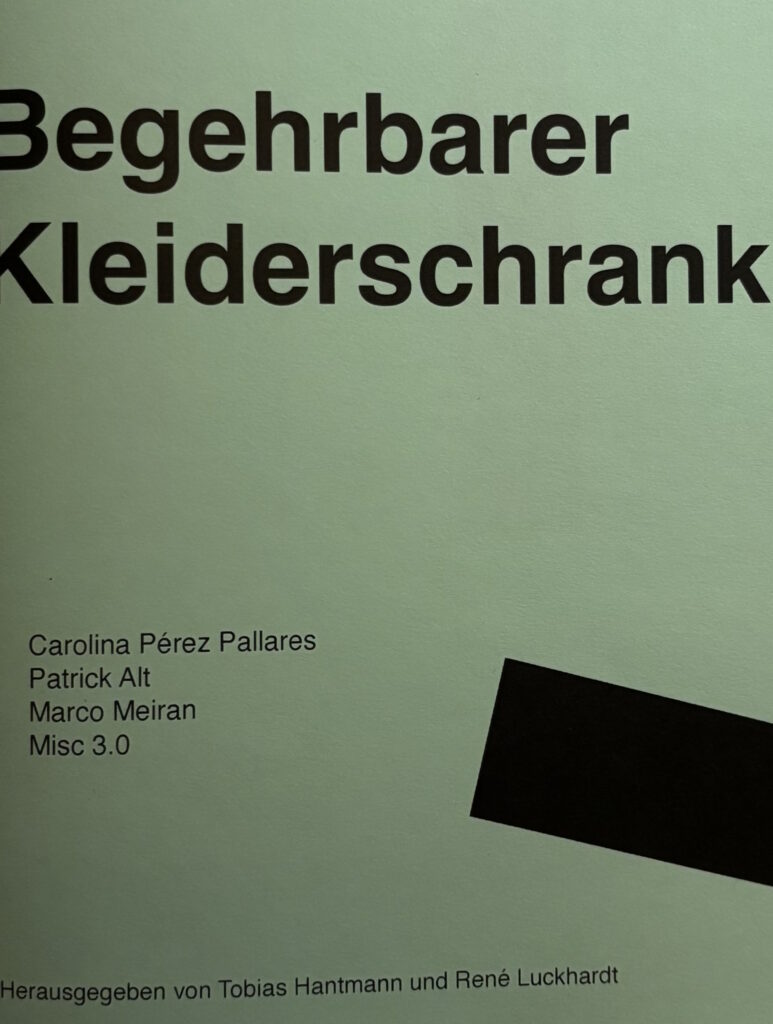 Begehrbarer
Kleiderschrank
Carolina Pérez Pallares
Patrick Alt
Marco Meiran
Misc 3.0
Herausgegeben von Tobias Hantmann und René Luckhardt